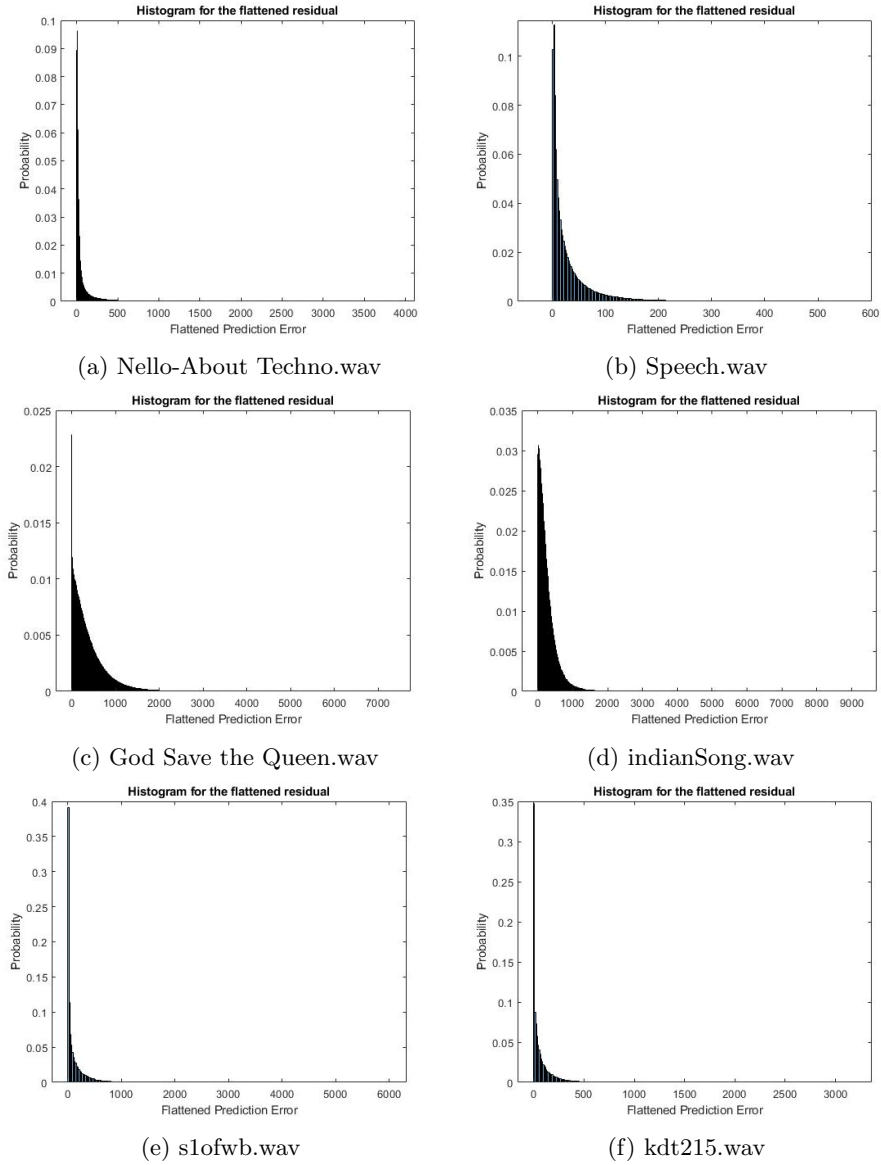 Histogram for the flattened residual
0.1
0.09
0.08
0.07
0.06
0.05
0.04
0.03
0.02
0.01
0
Probability
0 500 1000 1500 2000 2500 3000 3500 4000
Flattened Prediction Error
(a) Nello-About Techno.wav
Histogram for the flattened residual
0.1
0.08
0.06
0.04
0.02
0
Probability
0 100 200 300 400 500 600
Flattened Prediction Error
(b) Speech.wav
Histogram for the flattened residual
0.025
0.02
0.015
0.01
0.005
0
Probability
0 1000 2000 3000 4000 5000 6000 7000
Flattened Prediction Error
(c) God Save the Queen.wav
Histogram for the flattened residual
0.035
0.03
0.025
0.02
0.015
0.01
0.005
0
Probability
0 1000 2000 3000 4000 5000 6000 7000 8000 9000
Flattened Prediction Error
(d) indianSong.wav
Histogram for the flattened residual
0.4
0.35
0.3
0.25
0.2
0.15
0.1
0.05
0
Probability
0 1000 2000 3000 4000 5000 6000
Flattened Prediction Error
(e) s1ofwb.wav
Histogram for the flattened residual
0.35
0.3
0.25
0.2
0.15
0.1
0.05
0
Probability
0 500 1000 1500 2000 2500 3000
Flattened Prediction Error
(f) kdt215.wav